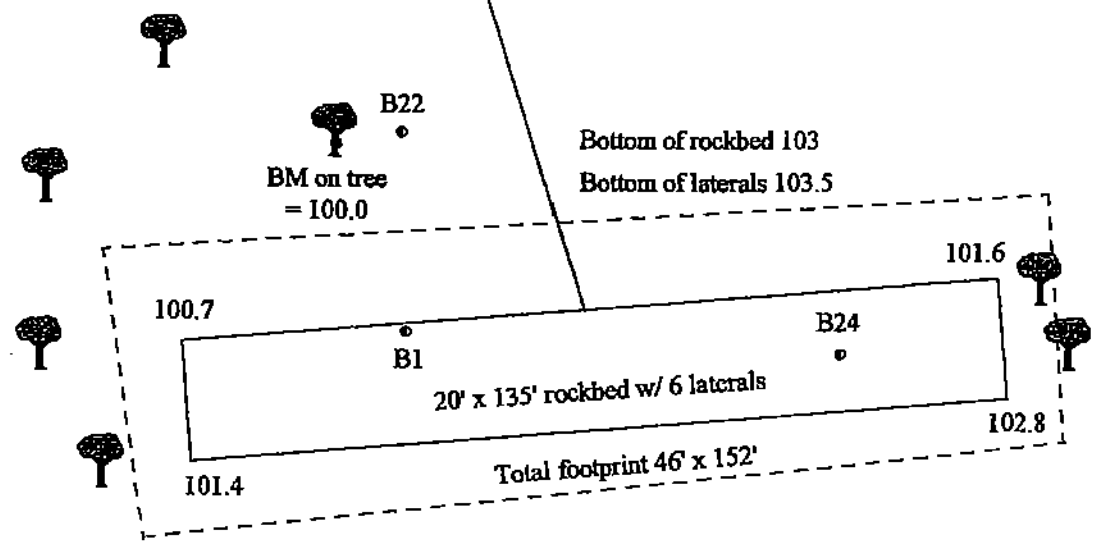 B22
Bottom of rockbed 103
BM on tree
= 100.0
Bottom of laterals 103.5
101.6
100.7
B24
B1
20' x 135' rockbed w/ 6 laterals
102.8
Total footprint 46' x 152'
101.4